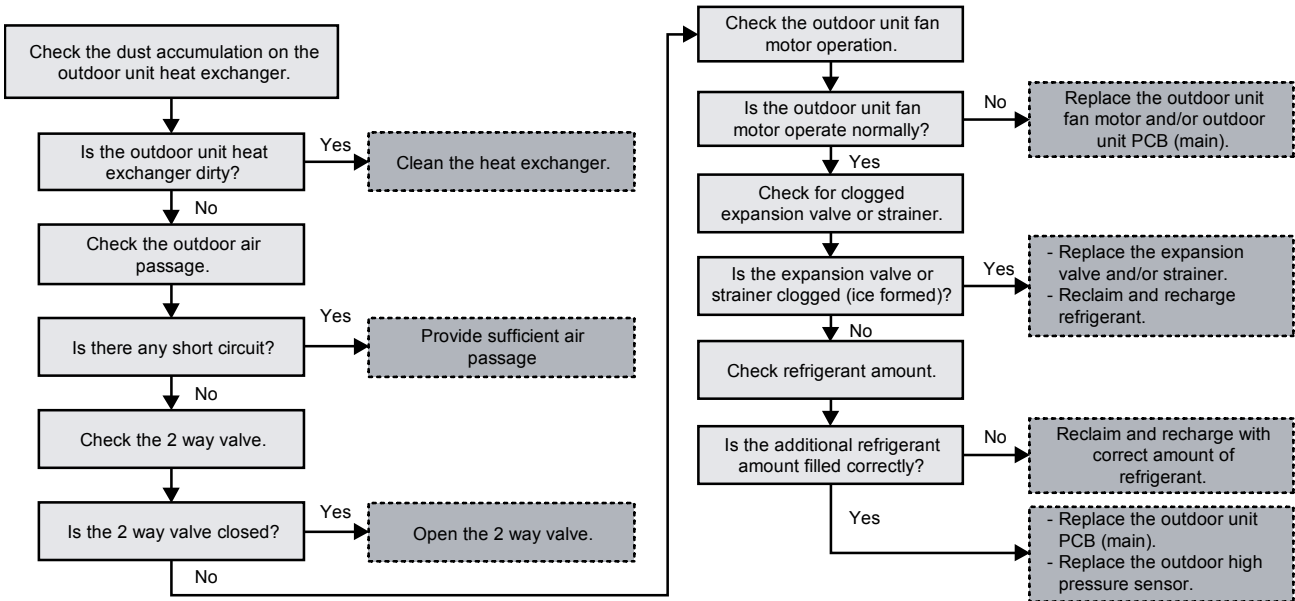 Check the dust accumulation on the
outdoor unit heat exchanger.
Is the outdoor unit heat
exchanger dirty?
Yes
Clean the heat exchanger.
No
Check the outdoor air
passage.
Is there any short circuit?
Yes
Provide sufficient air
passage
No
Check the 2 way valve.
Is the 2 way valve closed?
Yes
Open the 2 way valve.
No
Check the outdoor unit fan
motor operation.
Is the outdoor unit fan
motor operate normally?
No
Replace the outdoor unit
fan motor and/or outdoor
unit PCB (main).
Yes
Check for clogged
expansion valve or strainer.
Is the expansion valve or
strainer clogged (ice formed)?
Yes
- Replace the expansion
valve and/or strainer.
- Reclaim and recharge
refrigerant.
No
Check refrigerant amount.
Is the additional refrigerant
amount filled correctly?
No
Reclaim and recharge with
correct amount of
refrigerant.
Yes
- Replace the outdoor unit
PCB (main).
- Replace the outdoor high
pressure sensor.